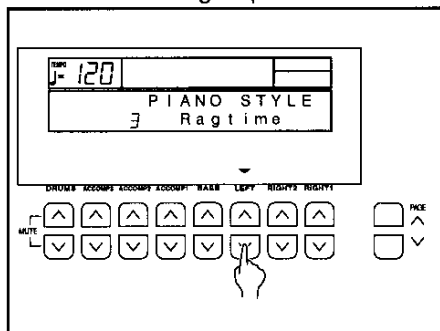 TEMPO
♩= 120
PIANO STYLE
3 Ragtime
DRUMS ACCOMP3 ACCOMP2 ACCOMP1 BASS LEFT RIGHT2 RIGHT1
MUTE
PAGE